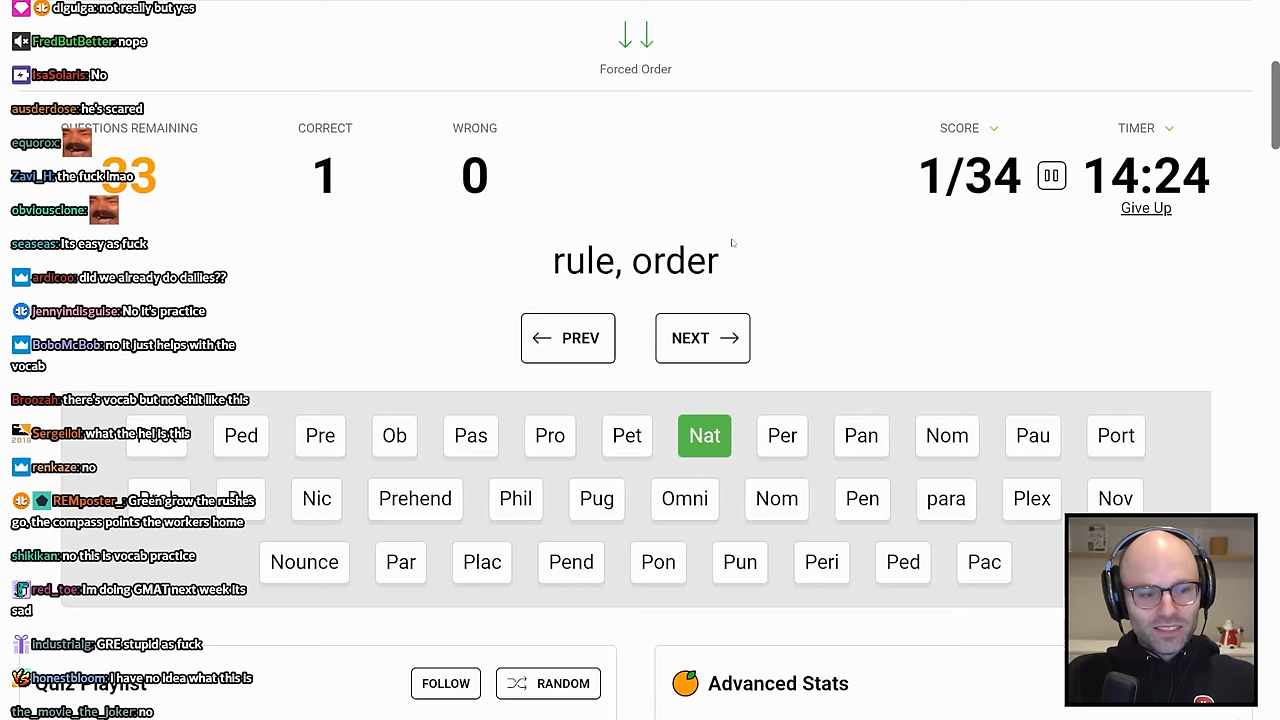 dlgulga: not really but yes
FredButBetter: nope
IsaSolaris: No
ausderdose: he's scared
equorox:
Zavi_H: the fuck lmao
obviousclone:
seaseas: Its easy as fuck
ardicoo: did we already do dailies??
jennyindisguise: No it's practice
BoboMcBob: no it just helps with the
vocab
Broozah: there's vocab but not shit like this
Sergellol: what the hel is this
renkaze: no
REMposter_: Green grow the rushes
go, the compass points the workers home
shikikan: no this is vocab practice
red_toe: Im doing GMAT next week its
sad
industrialg: GRE stupid as fuck
honestbloom: I have no idea what this is
the_movie_the_joker: no
Forced Order
QUESTIONS REMAINING
33
CORRECT
1
WRONG
0
SCORE
1/34
TIMER
14:24
Give Up
rule, order
PREV
NEXT
Ped Pre Ob Pas Pro Pet Nat Per Pan Nom Pau Port
Nic Prehend Phil Pug Omni Nom Pen para Plex Nov
Nounce Par Plac Pend Pon Pun Peri Ped Pac
Quiz Playlist
FOLLOW
RANDOM
Advanced Stats